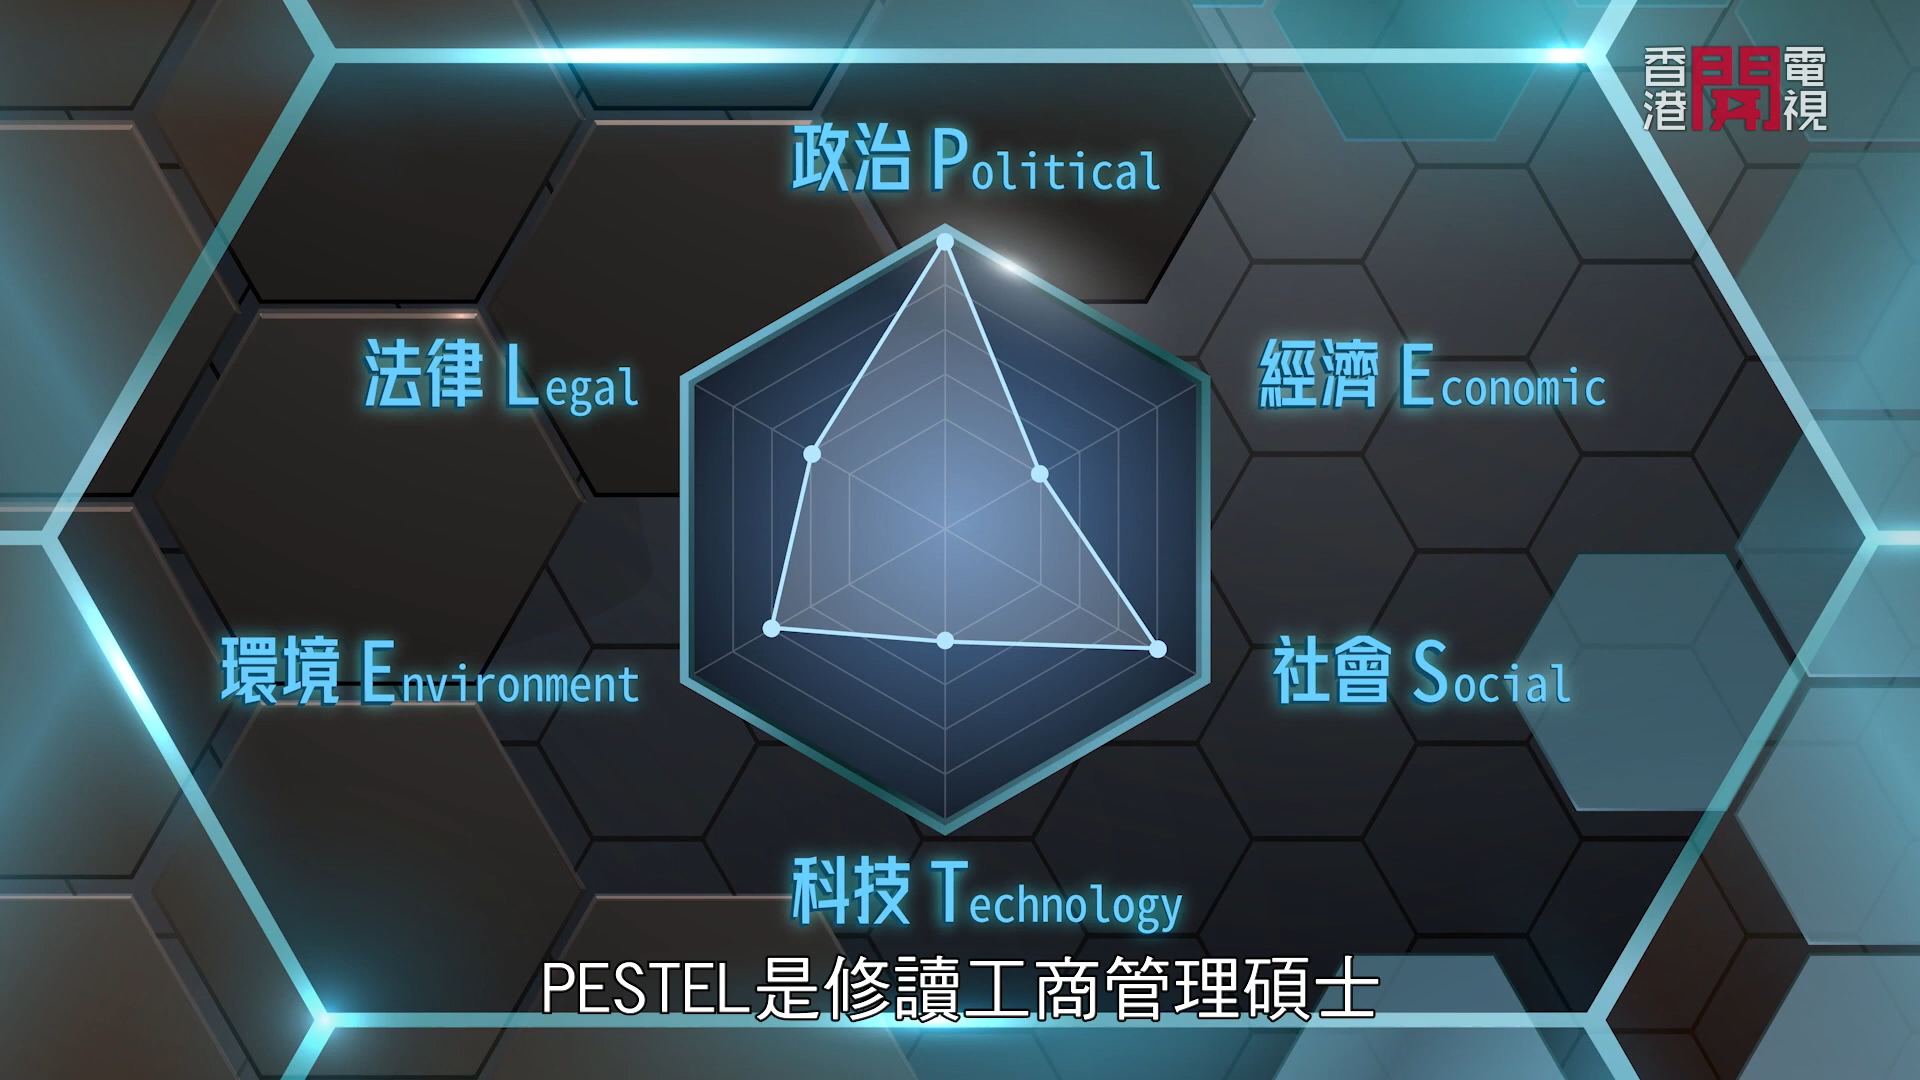 香港開電視
政治 Political
法律 Legal
經濟 Economic
環境 Environment
社會 Social
科技 Technology
PESTEL是修讀工商管理碩士